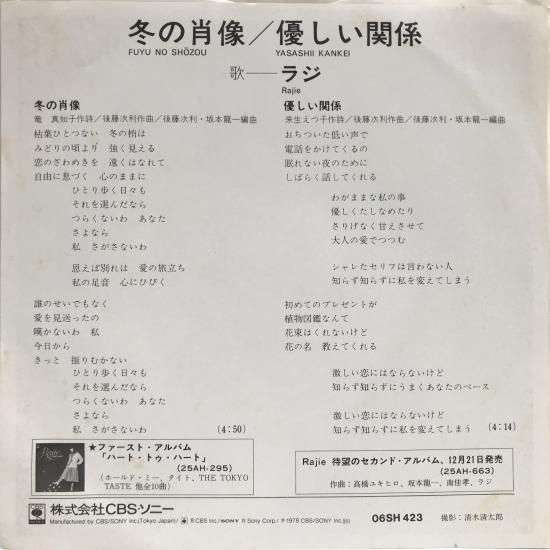 冬の肖像／優しい関係
FUYU NO SHŌZOU YASASHII KANKEI
歌──ラジ
Rajie
冬の肖像
竜 真知子作詩／後藤次利作曲／後藤次利・坂本龍一編曲
枯葉ひとつない 冬の梢は
みどりの頃より 強く見える
恋のざわめきを 遠くはなれて
自由に息づく 心のままに
ひとり歩く日々も
それを選んだなら
つらくないわ あなた
さよなら
私 さがさないわ
思えば別れは 愛の旅立ち
私の足音 心にひびく
誰のせいでもなく
愛を見送ったの
嘆かないわ 私
今日から
きっと 振りむかない
ひとり歩く日々も
それを選んだなら
つらくないわ あなた
さよなら
私 さがさないわ (4:50)
優しい関係
来生えつ子作詩／後藤次利作曲／後藤次利・坂本龍一編曲
おちついた低い声で
電話をかけてくるの
眠れない夜のために
しばらく話してくれる
わがままな私の事
優しくたしなめたり
さりげなく甘えさせて
大人の愛でつつむ
シャレたセリフは言わない人
知らず知らずに私を変えてしまう
初めてのプレゼントが
植物図鑑なんて
花束はくれないけど
花の名 教えてくれる
激しい恋にはならないけど
知らず知らずにうまくあなたのペース
激しい恋にはならないけど
知らず知らずに私を変えてしまう (4:14)
Rajie
★ファースト・アルバム
「ハート・トゥ・ハート」
(25AH-295)
（ホールド・ミー、タイト、THE TOKYO
TASTE 他全10曲）
Rajie 待望のセカンド・アルバム、12月21日発売
(25AH-663)
作曲：高橋ユキヒロ、坂本龍一、南佳孝、ラジ
株式会社CBS・ソニー
Manufactured by CBS/SONY Inc.(Tokyo Japan)/ ® CBS Inc./SONY ® Sony Corp./ ℗ 1978 CBS/SONY Inc.(js)
06SH 423 撮影：清水清太郎